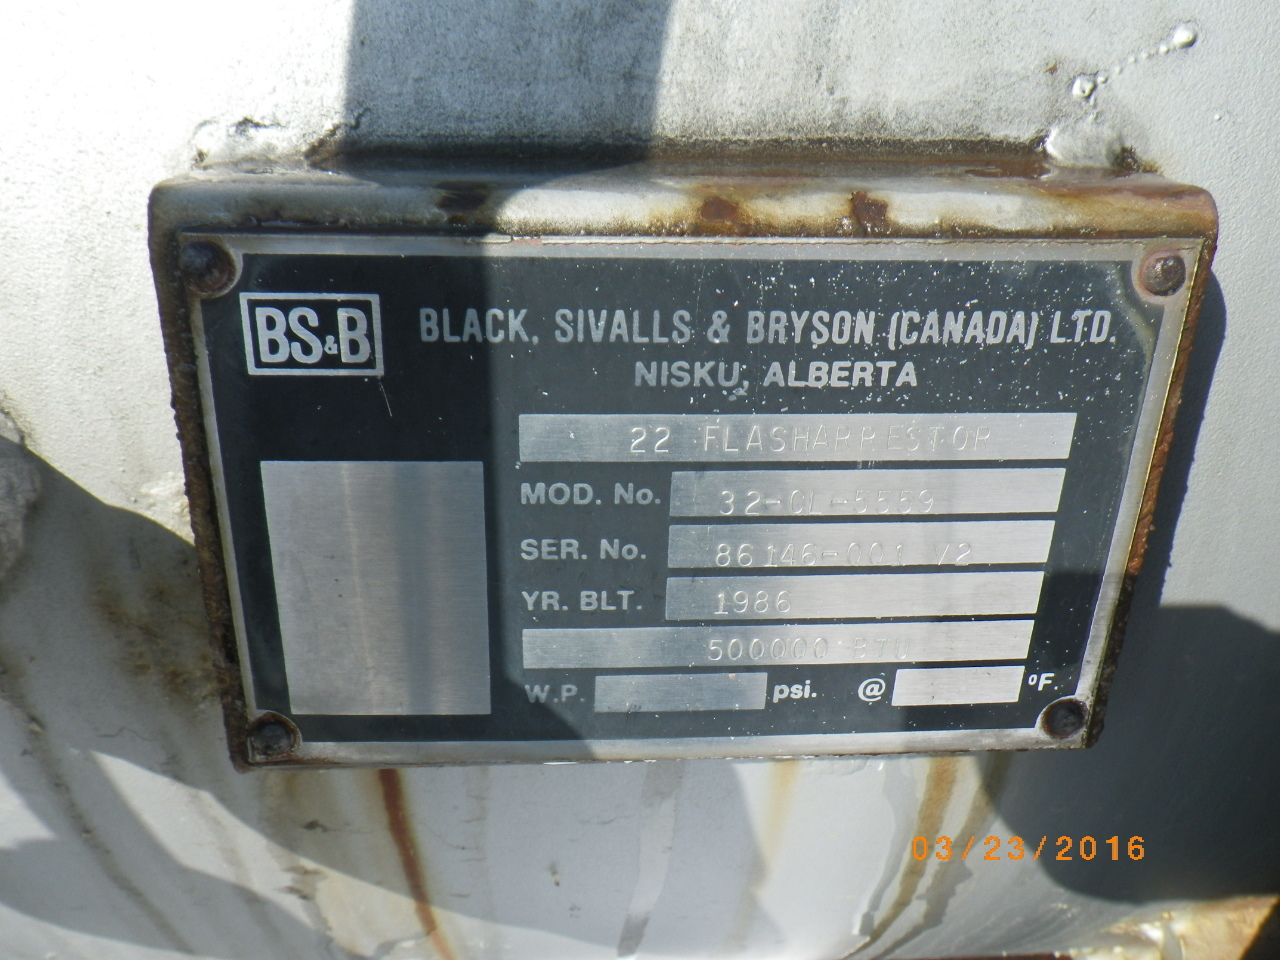 BS&B
BLACK, SIVALLS & BRYSON (CANADA) LTD.
NISKU, ALBERTA
22 FLASHARRESTOR
MOD. No. 32-CL-5559
SER. No. 86146-001 V2
YR. BLT. 1986
500000 BTU
W.P. psi. @ °F.
03/23/2016